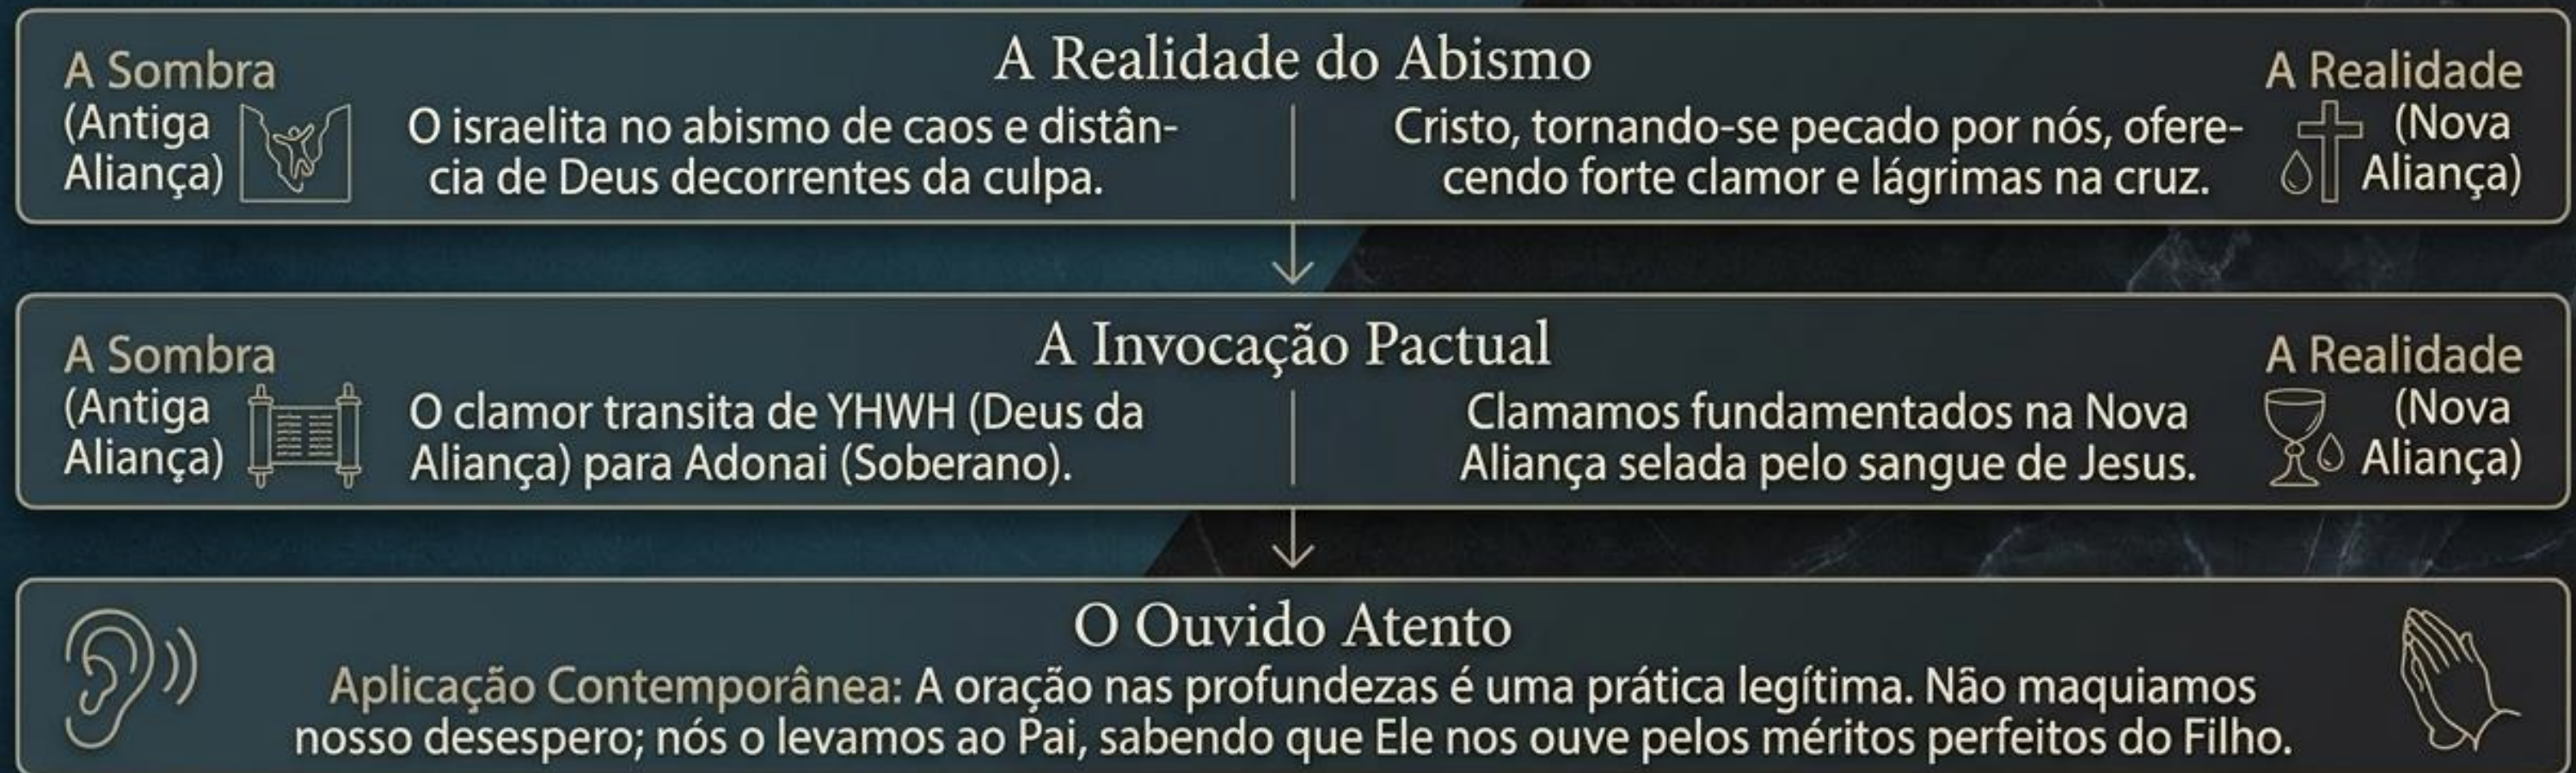 A Realidade do Abismo
A Sombra
(Antiga
Aliança)
O israelita no abismo de caos e distân-
cia de Deus decorrentes da culpa.
Cristo, tornando-se pecado por nós, ofere-
cendo forte clamor e lágrimas na cruz.
A Realidade
(Nova
Aliança)
A Invocação Pactual
A Sombra
(Antiga
Aliança)
O clamor transita de YHWH (Deus da
Aliança) para Adonai (Soberano).
Clamamos fundamentados na Nova
Aliança selada pelo sangue de Jesus.
A Realidade
(Nova
Aliança)
O Ouvido Atento
Aplicação Contemporânea: A oração nas profundezas é uma prática legítima. Não maquiamos
nosso desespero; nós o levamos ao Pai, sabendo que Ele nos ouve pelos méritos perfeitos do Filho.